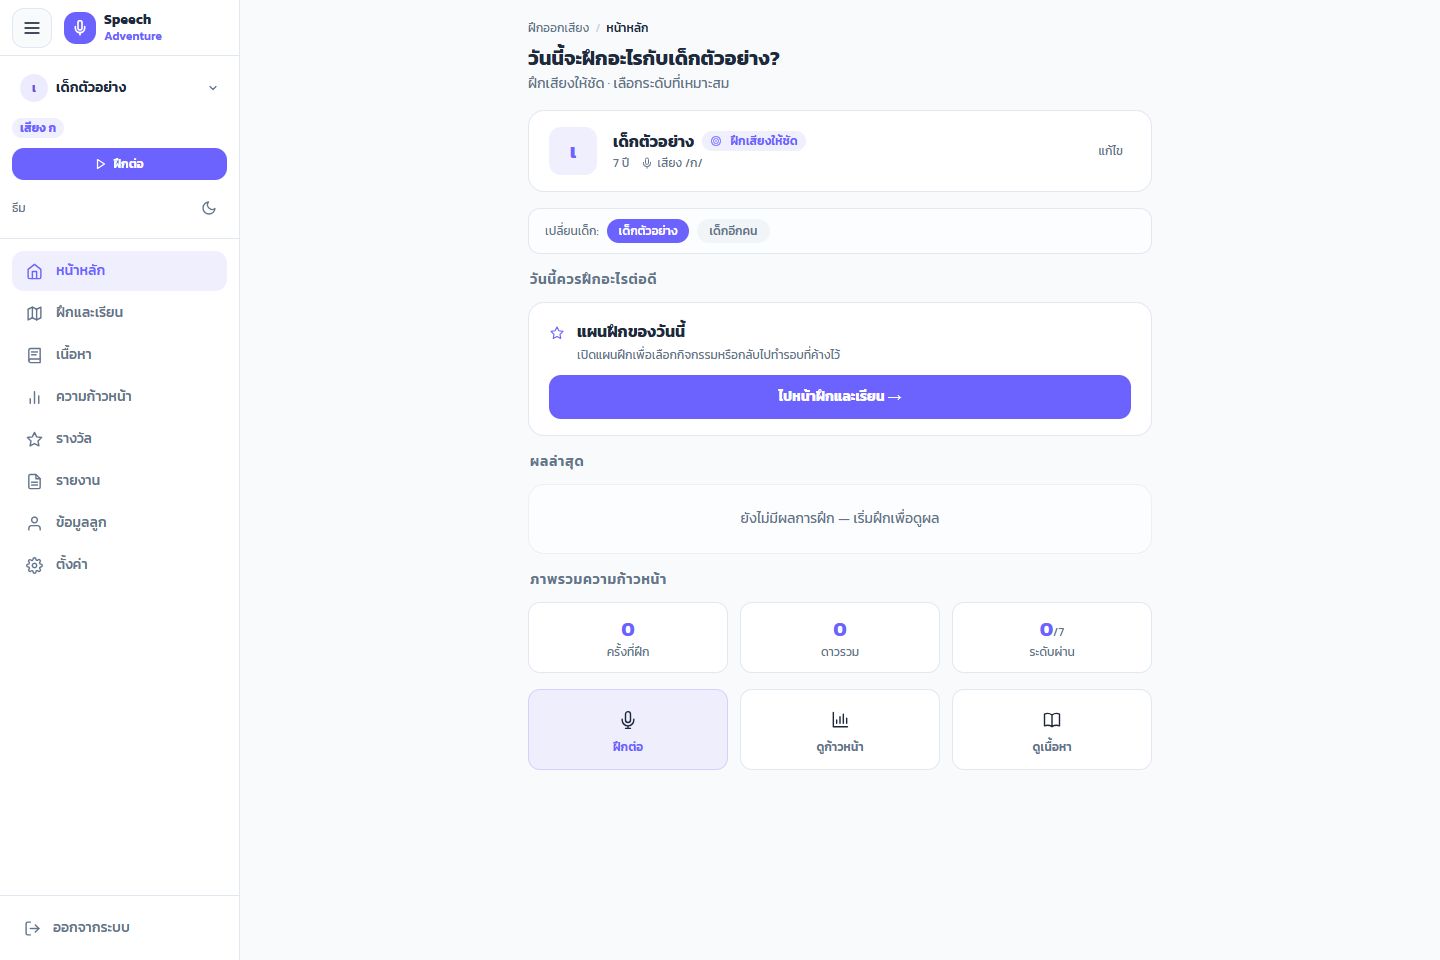 Speech
Adventure
เ
เด็กตัวอย่าง
เสียง ก
ฝึกต่อ
ธีม
หน้าหลัก
ฝึกและเรียน
เนื้อหา
ความก้าวหน้า
รางวัล
รายงาน
ข้อมูลลูก
ตั้งค่า
ออกจากระบบ
ฝึกออกเสียง / หน้าหลัก
วันนี้จะฝึกอะไรกับเด็กตัวอย่าง?
ฝึกเสียงให้ชัด · เลือกระดับที่เหมาะสม
เ
เด็กตัวอย่าง ฝึกเสียงให้ชัด
7 ปี เสียง /ก/
แก้ไข
เปลี่ยนเด็ก: เด็กตัวอย่าง เด็กอีกคน
วันนี้ควรฝึกอะไรต่อดี
แผนฝึกของวันนี้
เปิดแผนฝึกเพื่อเลือกกิจกรรมหรือกลับไปทำรอบที่ค้างไว้
ไปหน้าฝึกและเรียน →
ผลล่าสุด
ยังไม่มีผลการฝึก — เริ่มฝึกเพื่อดูผล
ภาพรวมความก้าวหน้า
0 0 0/7
ครั้งที่ฝึก ดาวรวม ระดับผ่าน
ฝึกต่อ ดูก้าวหน้า ดูเนื้อหา